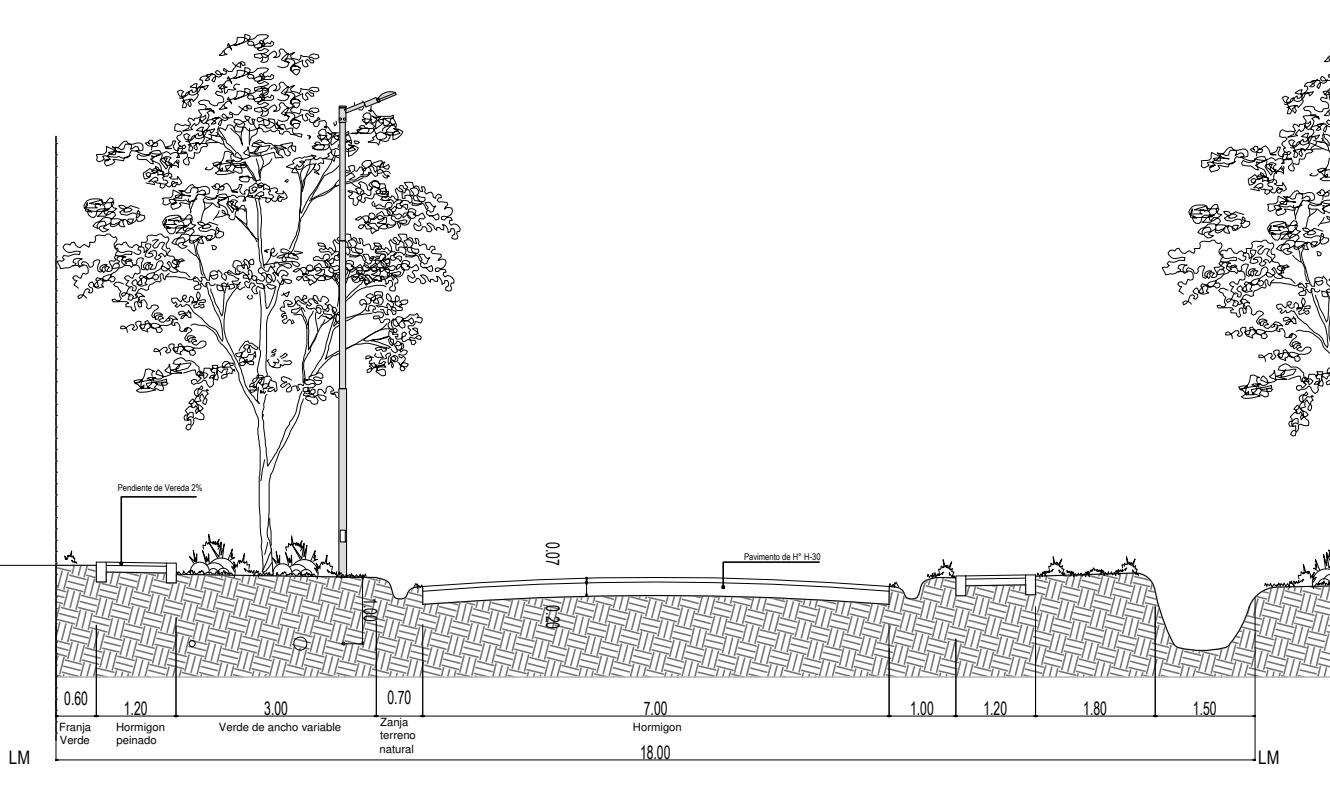 Pendiente de Vereda 2%
0.07
Pavimento de H° H-30
1.00
0.20
0.60
1.20
3.00
0.70
7.00
1.00
1.20
1.80
1.50
Franja
Verde
Hormigon
peinado
Verde de ancho variable
Zanja
terreno
natural
Hormigon
18.00
LM
LM